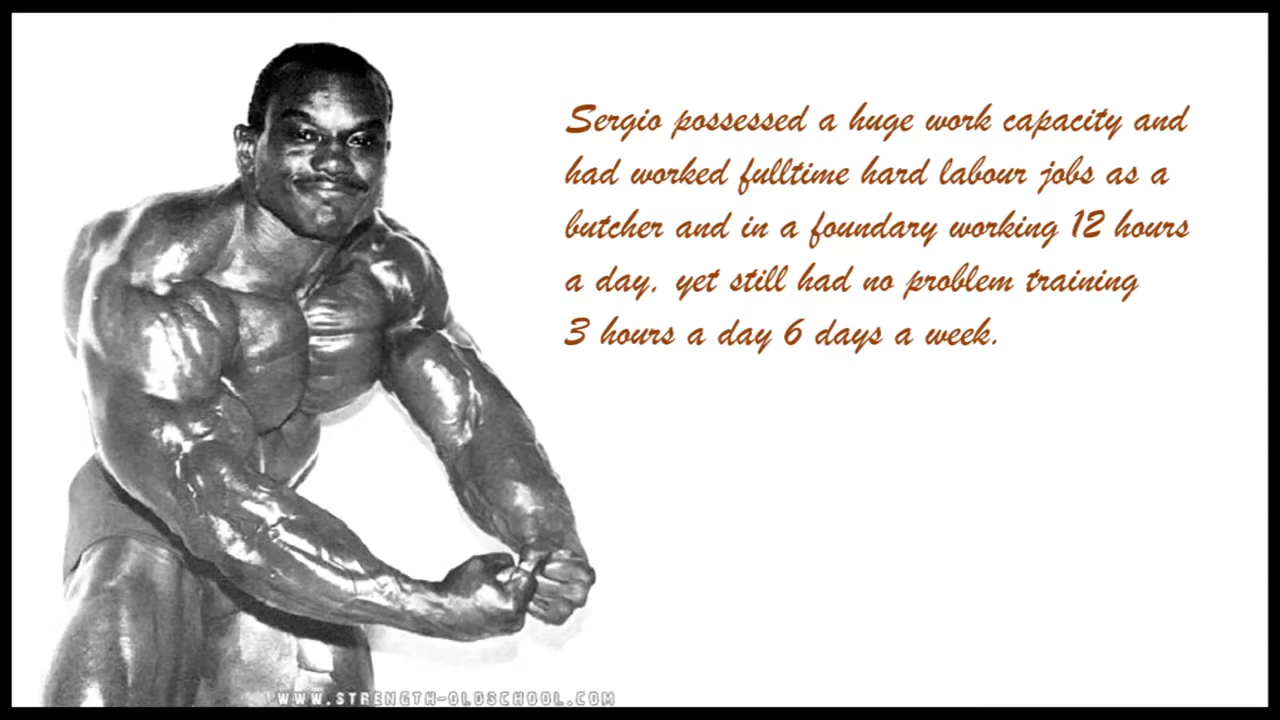 Sergio possessed a huge work capacity and
had worked fulltime hard labour jobs as a
butcher and in a foundary working 12 hours
a day, yet still had no problem training
3 hours a day 6 days a week.
WWW.STRENGTH-OLDSCHOOL.COM